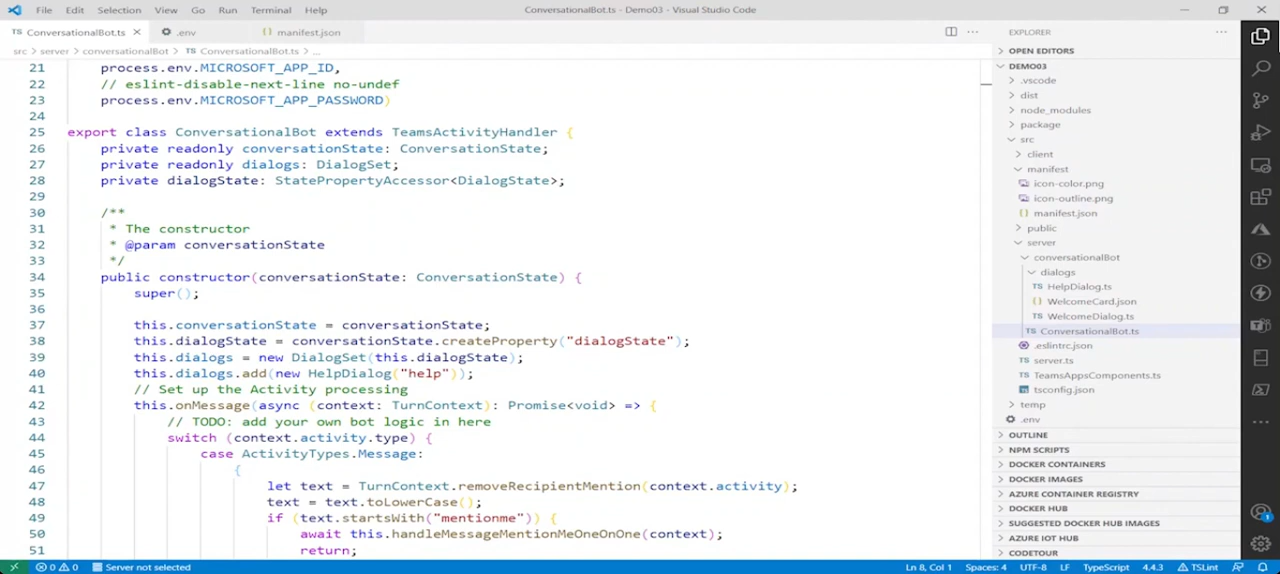 File Edit Selection View Go Run Terminal Help ConversationalBot.ts - Demo03 - Visual Studio Code
TS ConversationalBot.ts × .env {} manifest.json
src > server > conversationalBot > TS ConversationalBot.ts > ...
21 process.env.MICROSOFT_APP_ID,
22 // eslint-disable-next-line no-undef
23 process.env.MICROSOFT_APP_PASSWORD)
24
25 export class ConversationalBot extends TeamsActivityHandler {
26 private readonly conversationState: ConversationState;
27 private readonly dialogs: DialogSet;
28 private dialogState: StatePropertyAccessor<DialogState>;
29
30 /**
31 * The constructor
32 * @param conversationState
33 */
34 public constructor(conversationState: ConversationState) {
35 super();
36
37 this.conversationState = conversationState;
38 this.dialogState = conversationState.createProperty("dialogState");
39 this.dialogs = new DialogSet(this.dialogState);
40 this.dialogs.add(new HelpDialog("help"));
41 // Set up the Activity processing
42 this.onMessage(async (context: TurnContext): Promise<void> => {
43 // TODO: add your own bot logic in here
44 switch (context.activity.type) {
45 case ActivityTypes.Message:
46 {
47 let text = TurnContext.removeRecipientMention(context.activity);
48 text = text.toLowerCase();
49 if (text.startsWith("mentionme")) {
50 await this.handleMessageMentionMeOneOnOne(context);
51 return;
EXPLORER ...
> OPEN EDITORS
DEMO03
> .vscode
> dist
> node_modules
> package
src
> client
manifest
icon-color.png
icon-outline.png
{} manifest.json
> public
server
conversationalBot
dialogs
TS HelpDialog.ts
{} WelcomeCard.json
TS WelcomeDialog.ts
TS ConversationalBot.ts
.eslintrc.json
TS server.ts
TS TeamsAppsComponents.ts
tsconfig.json
> temp
.env
> OUTLINE
> NPM SCRIPTS
> DOCKER CONTAINERS
> DOCKER IMAGES
> AZURE CONTAINER REGISTRY
> DOCKER HUB
> SUGGESTED DOCKER HUB IMAGES
> AZURE IOT HUB
> CODETOUR
1
0 0 Server not selected Ln 8, Col 1 Spaces: 4 UTF-8 LF TypeScript 4.4.3 TSLint